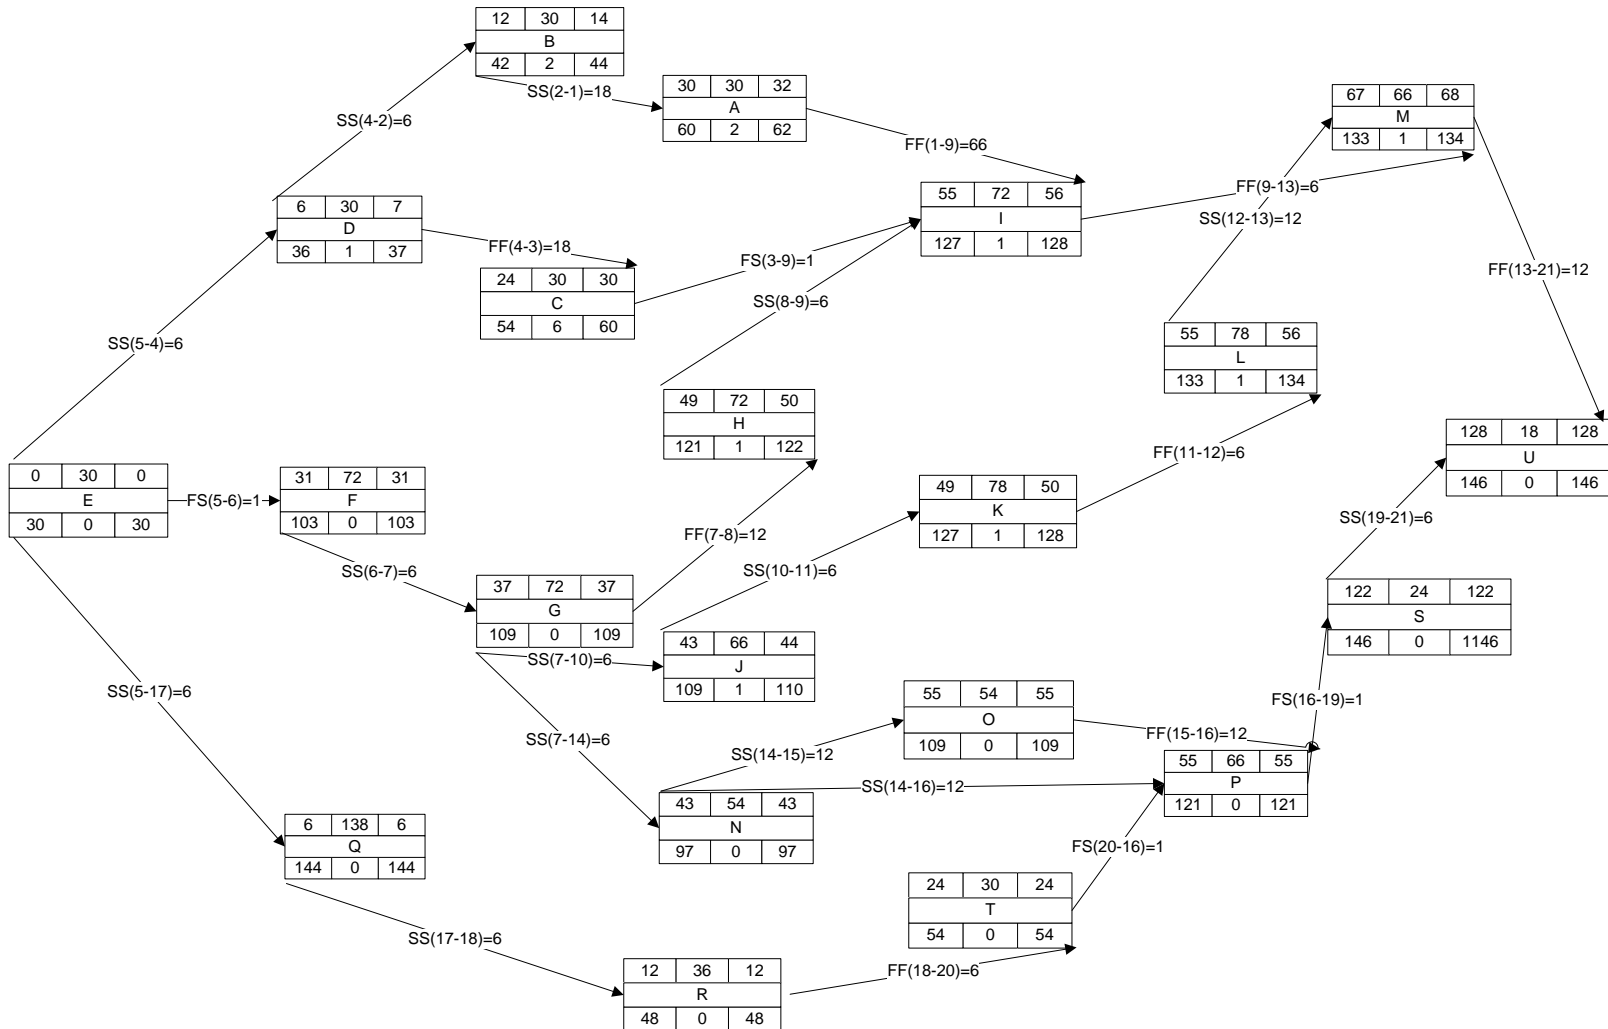 12 30 14
B
42 2 44
SS(2-1)=18
30 30 32
A
60 2 62
SS(4-2)=6
FF(1-9)=66
67 66 68
M
133 1 134
6 30 7
D
36 1 37
FF(4-3)=18
55 72 56
I
127 1 128
FF(9-13)=6
SS(12-13)=12
24 30 30
C
54 6 60
FS(3-9)=1
SS(8-9)=6
FF(13-21)=12
SS(5-4)=6
55 78 56
L
133 1 134
49 72 50
H
121 1 122
128 18 128
U
146 0 146
FF(11-12)=6
0 30 0
E
30 0 30
FS(5-6)=1
31 72 31
F
103 0 103
49 78 50
K
127 1 128
FF(7-8)=12
SS(19-21)=6
SS(6-7)=6
SS(10-11)=6
37 72 37
G
109 0 109
122 24 122
S
146 0 1146
SS(7-10)=6
43 66 44
J
109 1 110
SS(5-17)=6
55 54 55
O
109 0 109
FS(16-19)=1
SS(7-14)=6
FF(15-16)=12
SS(14-15)=12
55 66 55
P
121 0 121
SS(14-16)=12
43 54 43
N
97 0 97
6 138 6
Q
144 0 144
FS(20-16)=1
24 30 24
T
54 0 54
SS(17-18)=6
FF(18-20)=6
12 36 12
R
48 0 48